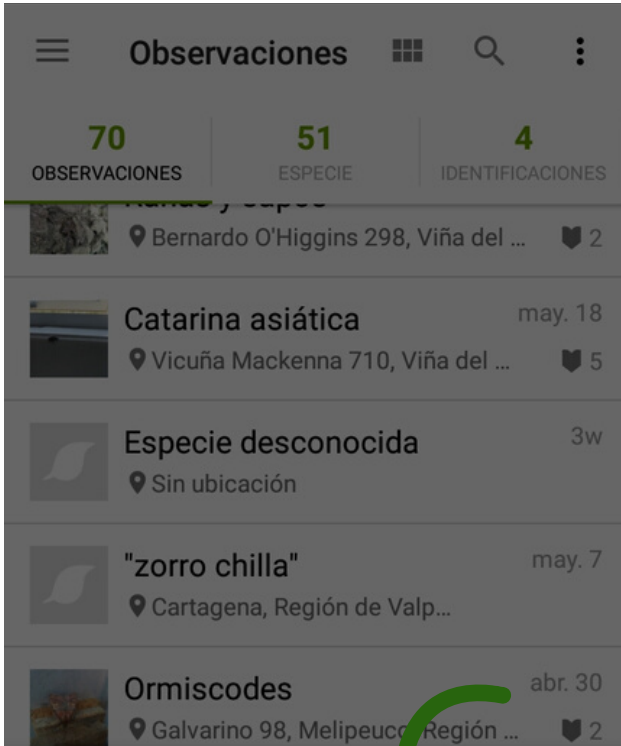 Observaciones
70 51 4
OBSERVACIONES ESPECIE IDENTIFICACIONES
Bernardo O'Higgins 298, Viña del ... 2
Catarina asiática may. 18
Vicuña Mackenna 710, Viña del ... 5
Especie desconocida 3w
Sin ubicación
"zorro chilla" may. 7
Cartagena, Región de Valp...
Ormiscodes abr. 30
Galvarino 98, Melipeuco, Región ... 2